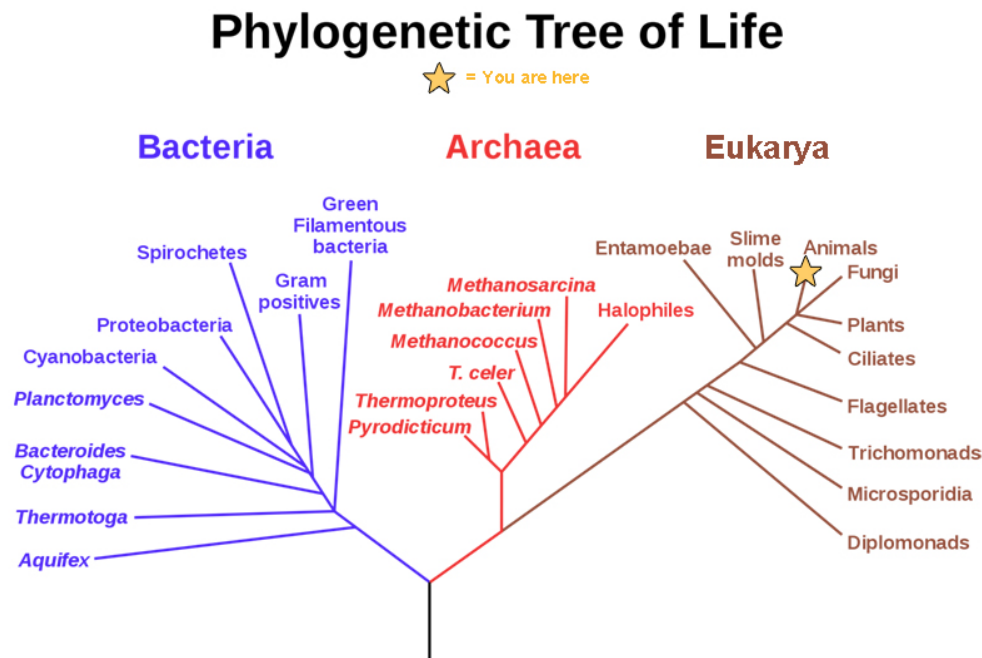 Phylogenetic Tree of Life
= You are here
Bacteria
Archaea
Eukarya
Green
Filamentous
bacteria
Spirochetes
Gram
positives
Proteobacteria
Cyanobacteria
Planctomyces
Bacteroides
Cytophaga
Thermotoga
Aquifex
Methanosarcina
Methanobacterium
Halophiles
Methanococcus
T. celer
Thermoproteus
Pyrodicticum
Entamoebae
Slime
molds
Animals
Fungi
Plants
Ciliates
Flagellates
Trichomonads
Microsporidia
Diplomonads